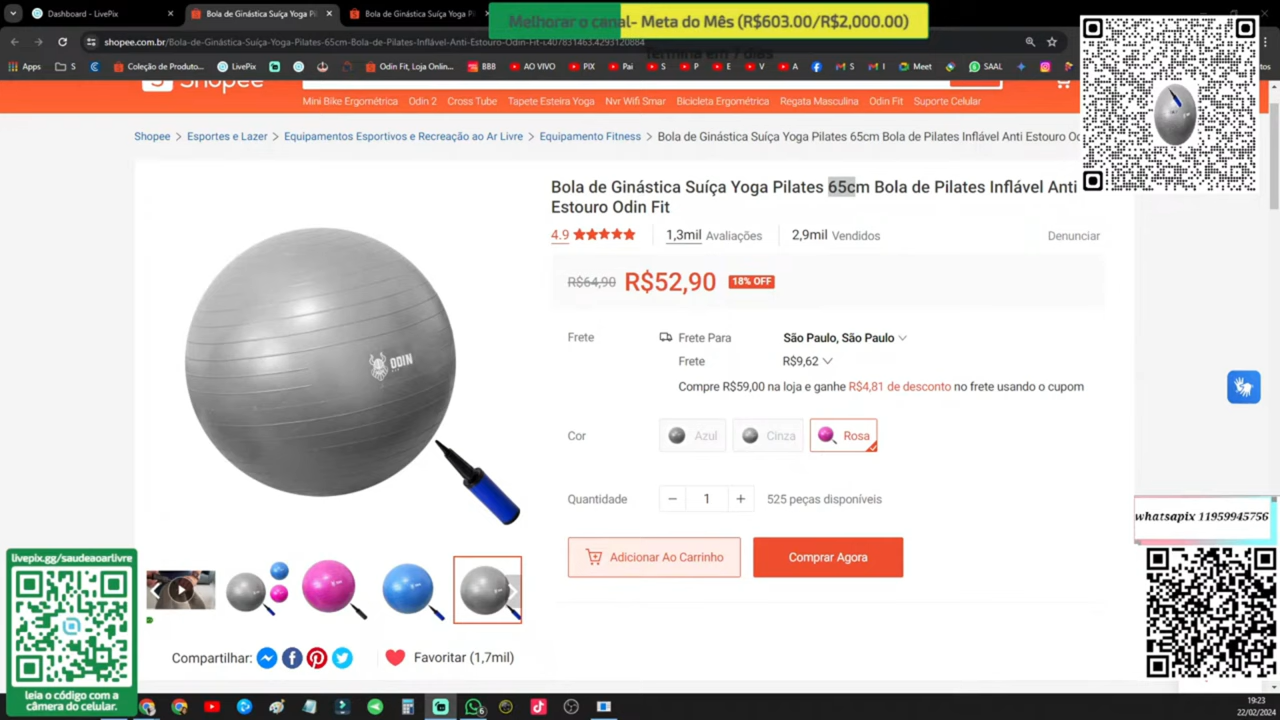 Dashboard - LivePix
Bola de Ginástica Suíça Yoga Pi
Bola de Ginástica Suíça Yoga Pi
Melhorar o canal- Meta do Mês (R$603.00/R$2,000.00)
Termina em 7 dias
shopee.com.br/Bola-de-Ginástica-Suíça-Yoga-Pilates-65cm-Bola-de-Pilates-Inflável-Anti-Estouro-Odin-Fit-i.407831463.4293120884
Apps
S
Coleção de Produto...
LivePix
BBB
AO VIVO
PIX
Pai
S
P
E
V
A
M S
M I
Meet
SAAL
Shopee
Mini Bike Ergométrica
Odin 2
Cross Tube
Tapete Esteira Yoga
Nvr Wifi Smar
Bicicleta Ergométrica
Regata Masculina
Odin Fit
Suporte Celular
Shopee > Esportes e Lazer > Equipamentos Esportivos e Recreação ao Ar Livre > Equipamento Fitness > Bola de Ginástica Suíça Yoga Pilates 65cm Bola de Pilates Inflável Anti Estouro
Bola de Ginástica Suíça Yoga Pilates 65cm Bola de Pilates Inflável Anti
Estouro Odin Fit
4.9
1,3mil Avaliações
2,9mil Vendidos
Denunciar
R$64,90 R$52,90 18% OFF
Frete
Frete Para
São Paulo, São Paulo
Frete
R$9,62
Compre R$59,00 na loja e ganhe R$4,81 de desconto no frete usando o cupom
ODIN
Cor
Azul
Cinza
Rosa
Quantidade
− 1 +
525 peças disponíveis
whatsapix 11959945756
Adicionar Ao Carrinho
Comprar Agora
livepix.gg/saudeaoarlivre
leia o código com a
câmera do celular.
Compartilhar:
Favoritar (1,7mil)
19:23
22/02/2024